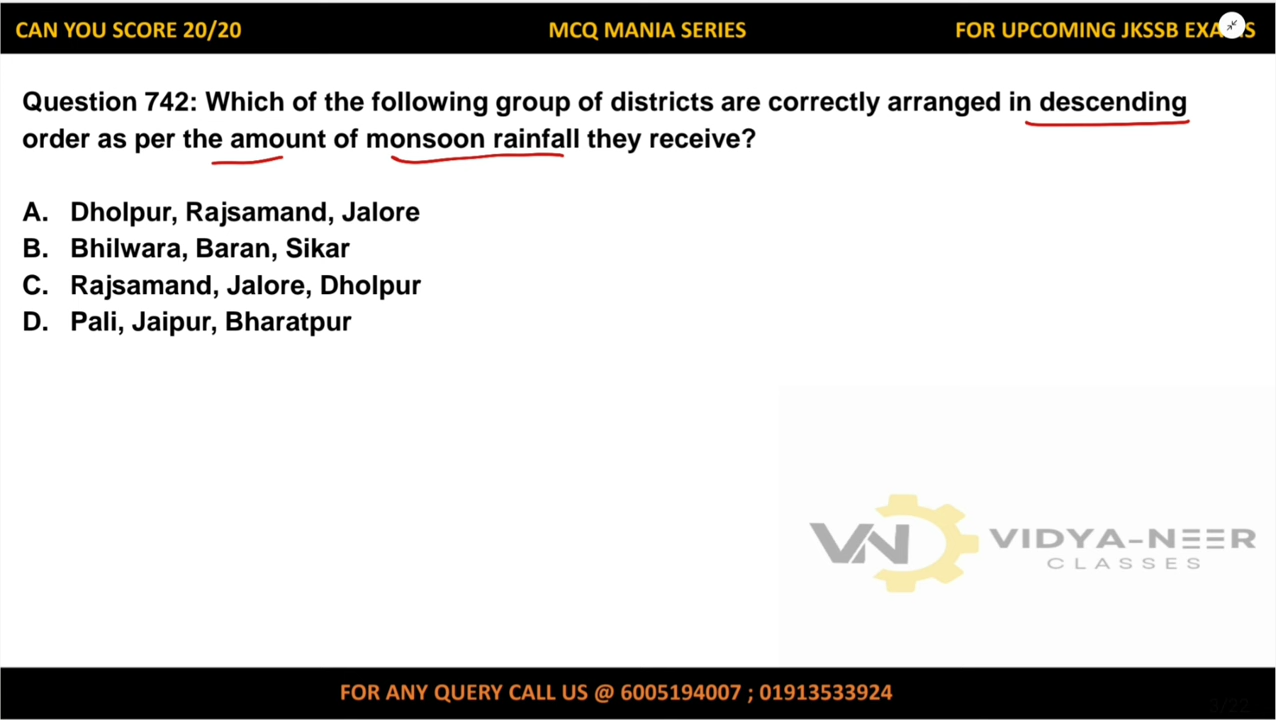 CAN YOU SCORE 20/20 MCQ MANIA SERIES FOR UPCOMING JKSSB
Question 742: Which of the following group of districts are correctly arranged in descending
order as per the amount of monsoon rainfall they receive?
A. Dholpur, Rajsamand, Jalore
B. Bhilwara, Baran, Sikar
C. Rajsamand, Jalore, Dholpur
D. Pali, Jaipur, Bharatpur
VN VIDYA-NEER
CLASSES
FOR ANY QUERY CALL US @ 6005194007 ; 01913533924
3/22